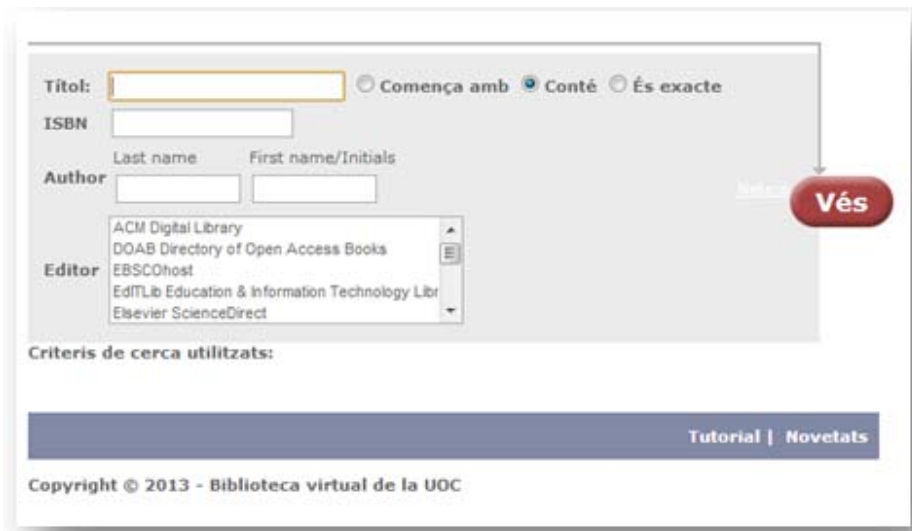 Títol: Comença amb Conté És exacte
ISBN
Last name First name/Initials
Author
Vés
ACM Digital Library
DOAB Directory of Open Access Books
Editor EBSCOhost
EdITLib Education & Information Technology Libr
Elsevier ScienceDirect
Criteris de cerca utilitzats:
Tutorial | Novetats
Copyright © 2013 - Biblioteca virtual de la UOC